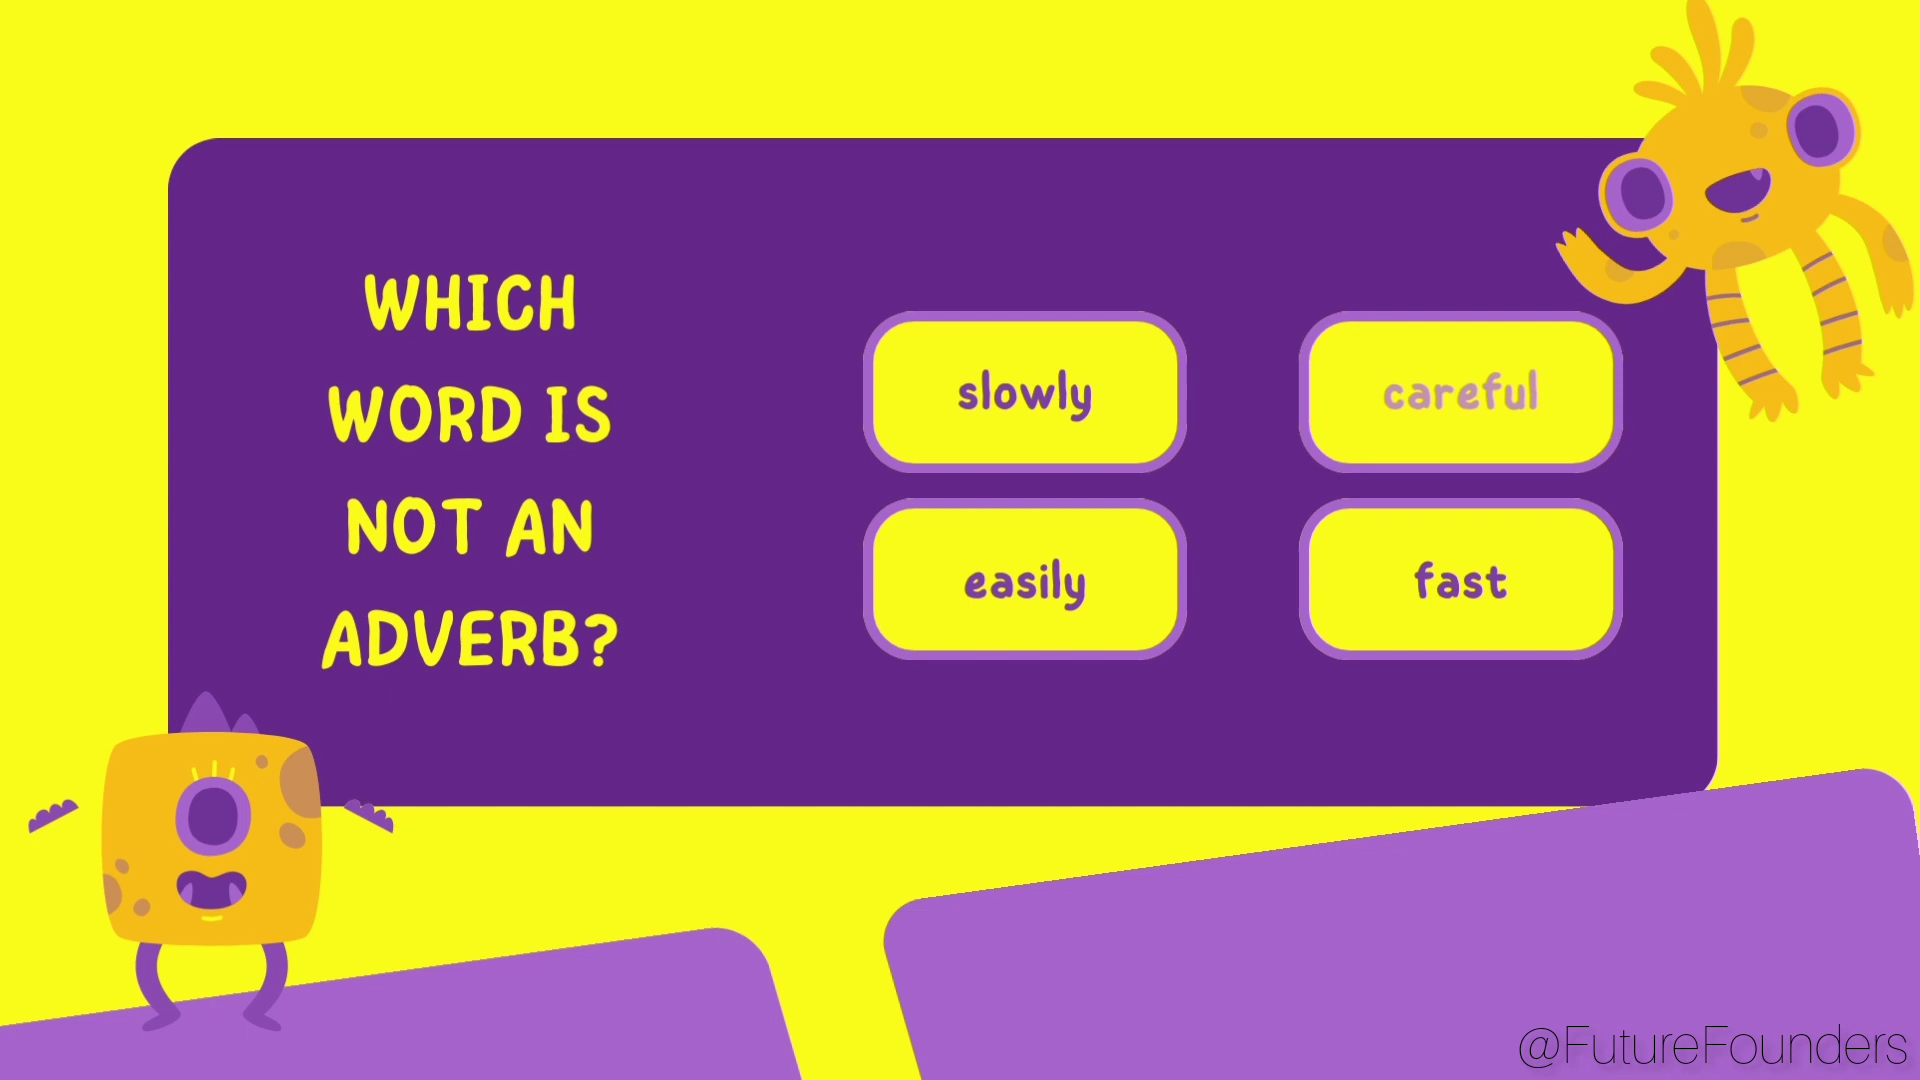 WHICH
WORD IS
NOT AN
ADVERB?
slowly
careful
easily
fast
@FutureFounders